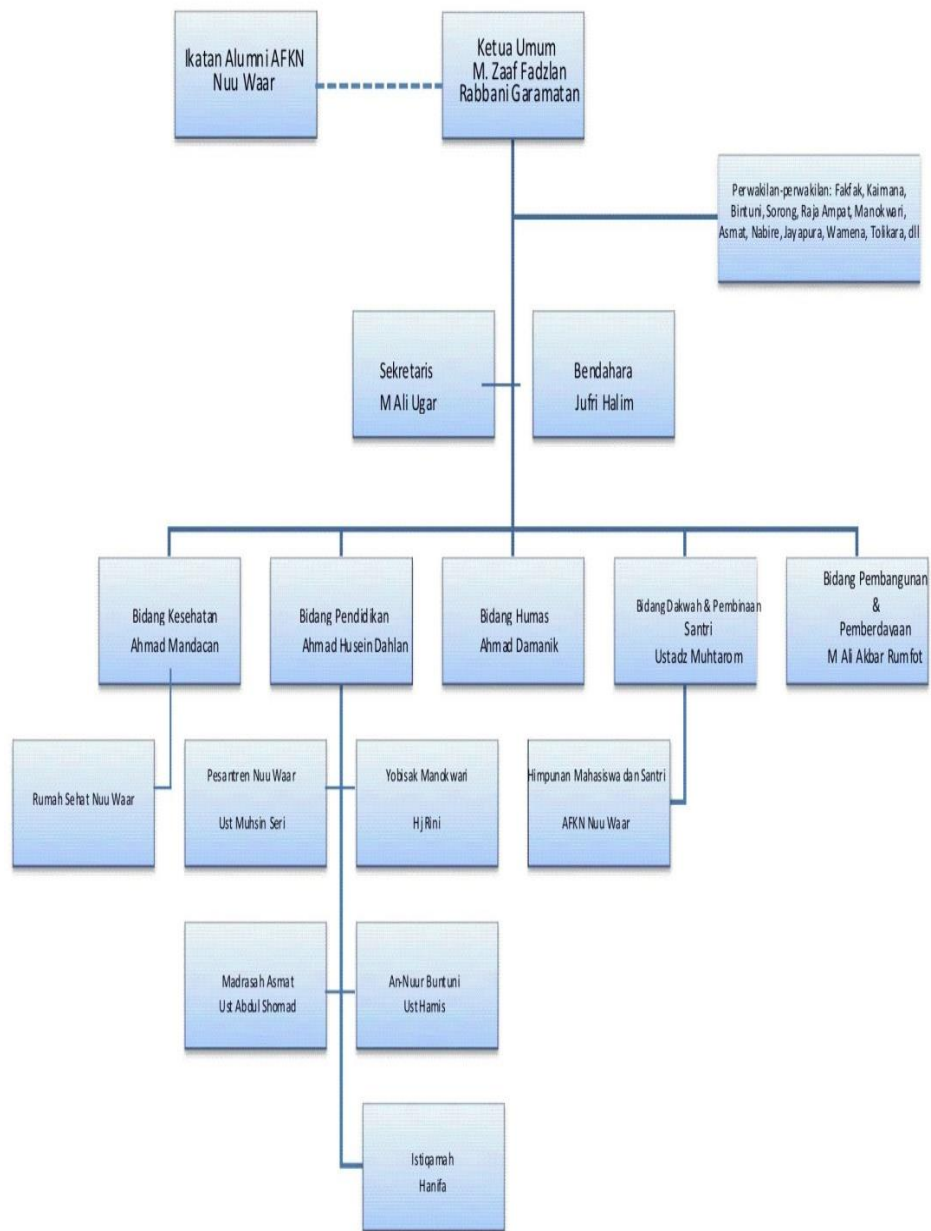 Ikatan Alumni AFKN
Nuu Waar
Ketua Umum
M. Zaaf Fadzlan
Rabbani Garamatan
Perwakilan-perwakilan: Fakfak, Kaimana,
Bintuni, Sorong, Raja Ampat, Manokwari,
Asmat, Nabire, Jayapura, Wamena, Tolikara, dll
Sekretaris
M Ali Ugar
Bendahara
Jufri Halim
Bidang Kesehatan
Ahmad Mandacan
Bidang Pendidikan
Ahmad Husein Dahlan
Bidang Humas
Ahmad Damanik
Bidang Dakwah & Pembinaan
Santri
Ustadz Muhtarom
Bidang Pembangunan
&
Pemberdayaan
M Ali Akbar Rumfot
Rumah Sehat Nuu Waar
Pesantren Nuu Waar
Ust Muhsin Seri
Yobisak Manokwari
Hj Rini
Himpunan Mahasiswa dan Santri
AFKN Nuu Waar
Madrasah Asmat
Ust Abdul Shomad
An-Nuur Buntuni
Ust Hamis
Istiqamah
Hanifa